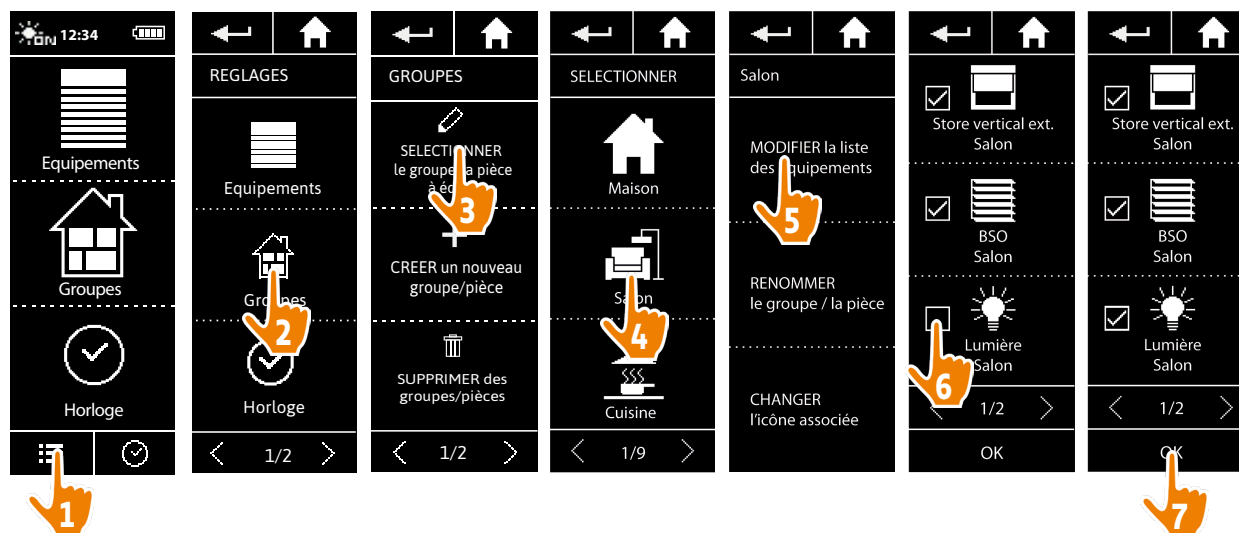 ON 12:34
Equipements
Groupes
Horloge
1
REGLAGES
Equipements
Groupes
2
Horloge
1/2
GROUPES
SELECTIONNER
le groupe/la pièce
3
CREER un nouveau
groupe/pièce
SUPPRIMER des
groupes/pièces
1/2
SELECTIONNER
Maison
Salon
4
Cuisine
1/9
Salon
MODIFIER la liste
des équipements
5
RENOMMER
le groupe / la pièce
CHANGER
l'icône associée
Store vertical ext.
Salon
BSO
Salon
Lumière
Salon
6
1/2
OK
Store vertical ext.
Salon
BSO
Salon
Lumière
Salon
1/2
OK
7